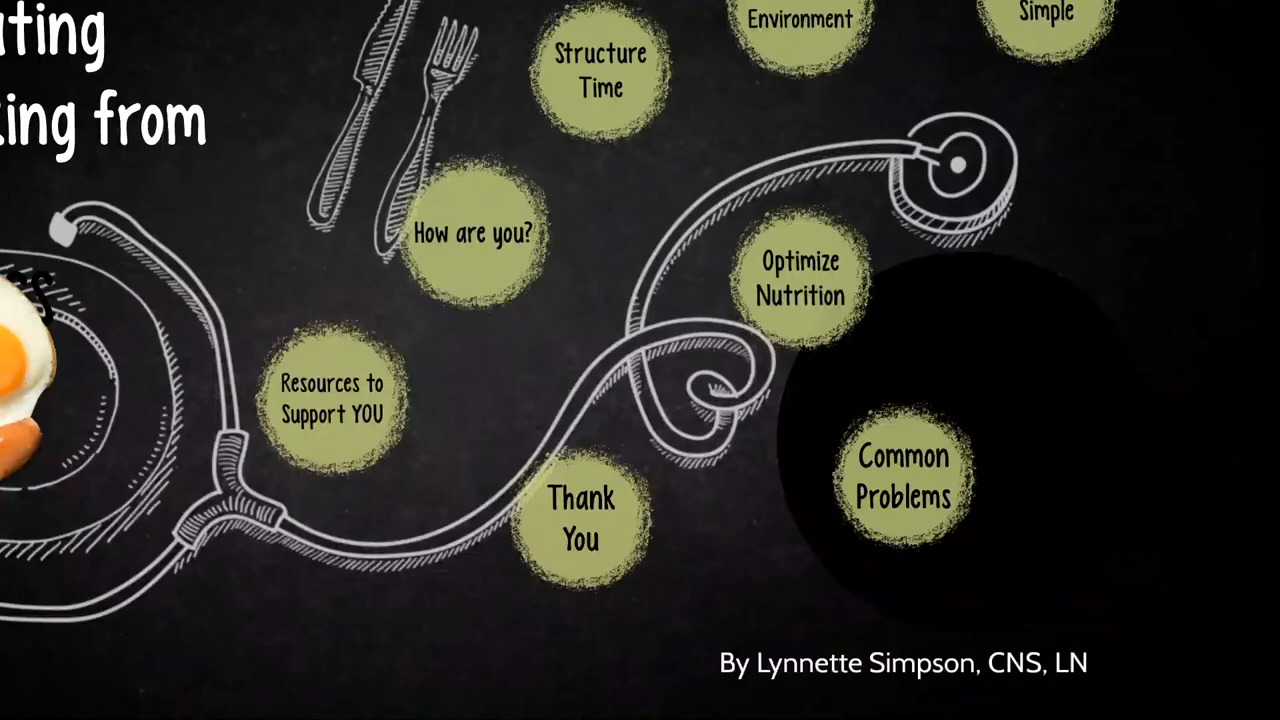 ating
king from
Structure
Time
Environment
Simple
How are you?
Optimize
Nutrition
Resources to
Support YOU
Common
Problems
Thank
You
By Lynnette Simpson, CNS, LN